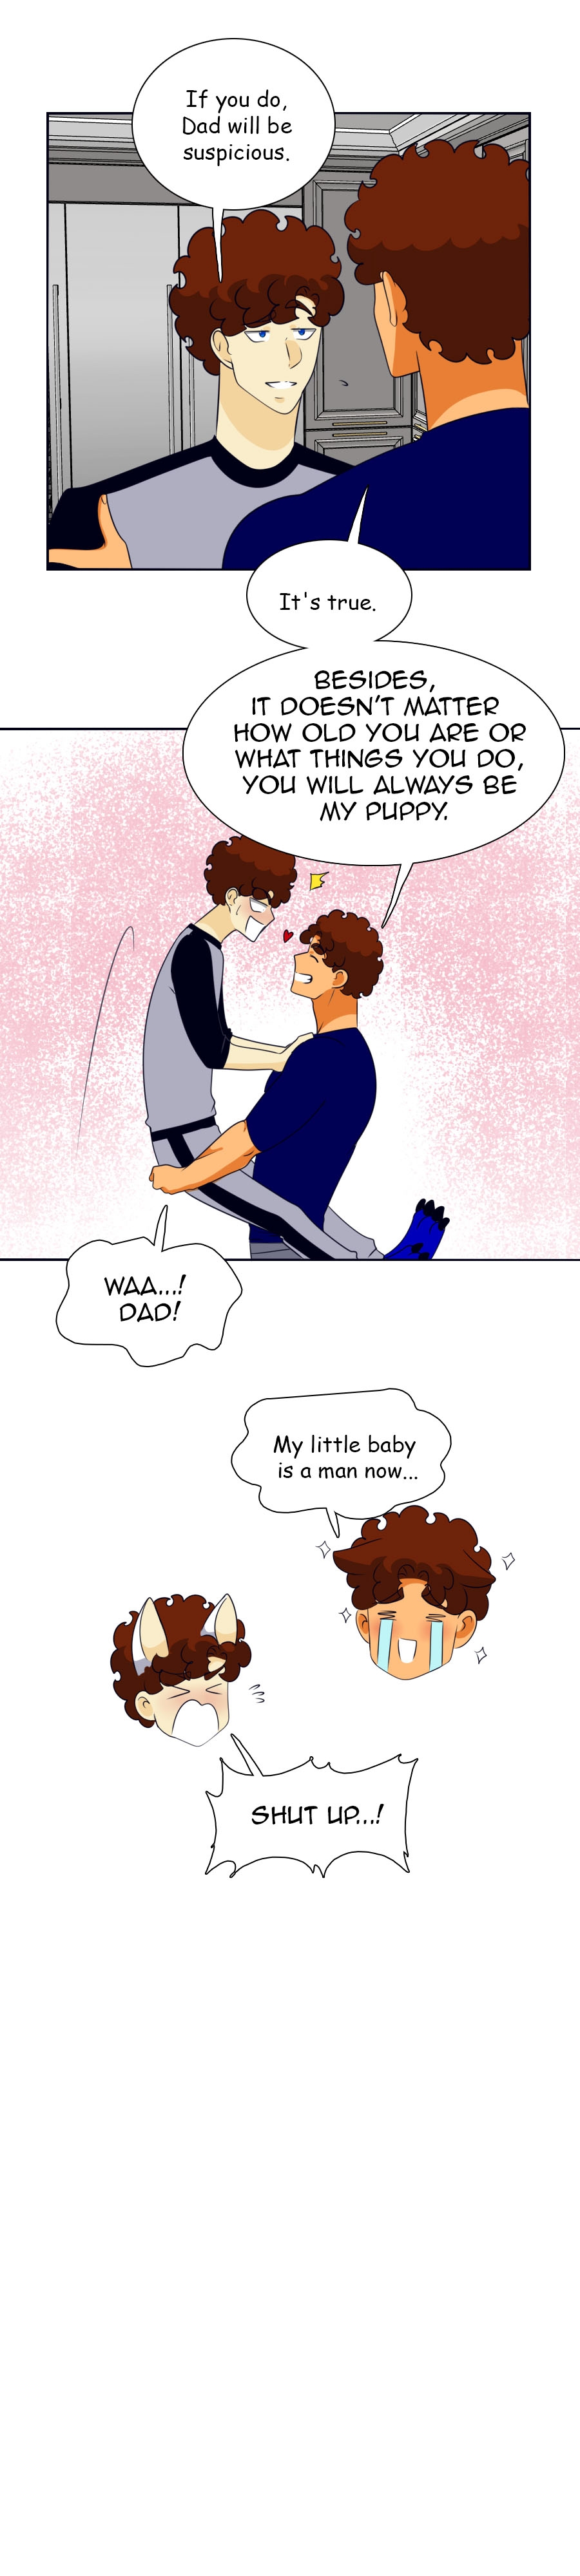 If you do,
Dad will be
suspicious.
It's true.
BESIDES,
IT DOESN'T MATTER
HOW OLD YOU ARE OR
WHAT THINGS YOU DO,
YOU WILL ALWAYS BE
MY PUPPY.
WAA...!
DAD!
My little baby
is a man now...
SHUT UP...!